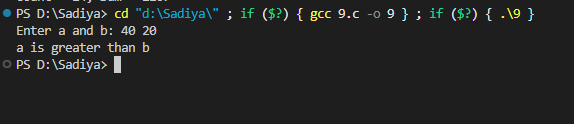 PS D:\Sadiya> cd "d:\Sadiya\" ; if ($?) { gcc 9.c -o 9 } ; if ($?) { .\9 }
Enter a and b: 40 20
a is greater than b
PS D:\Sadiya>